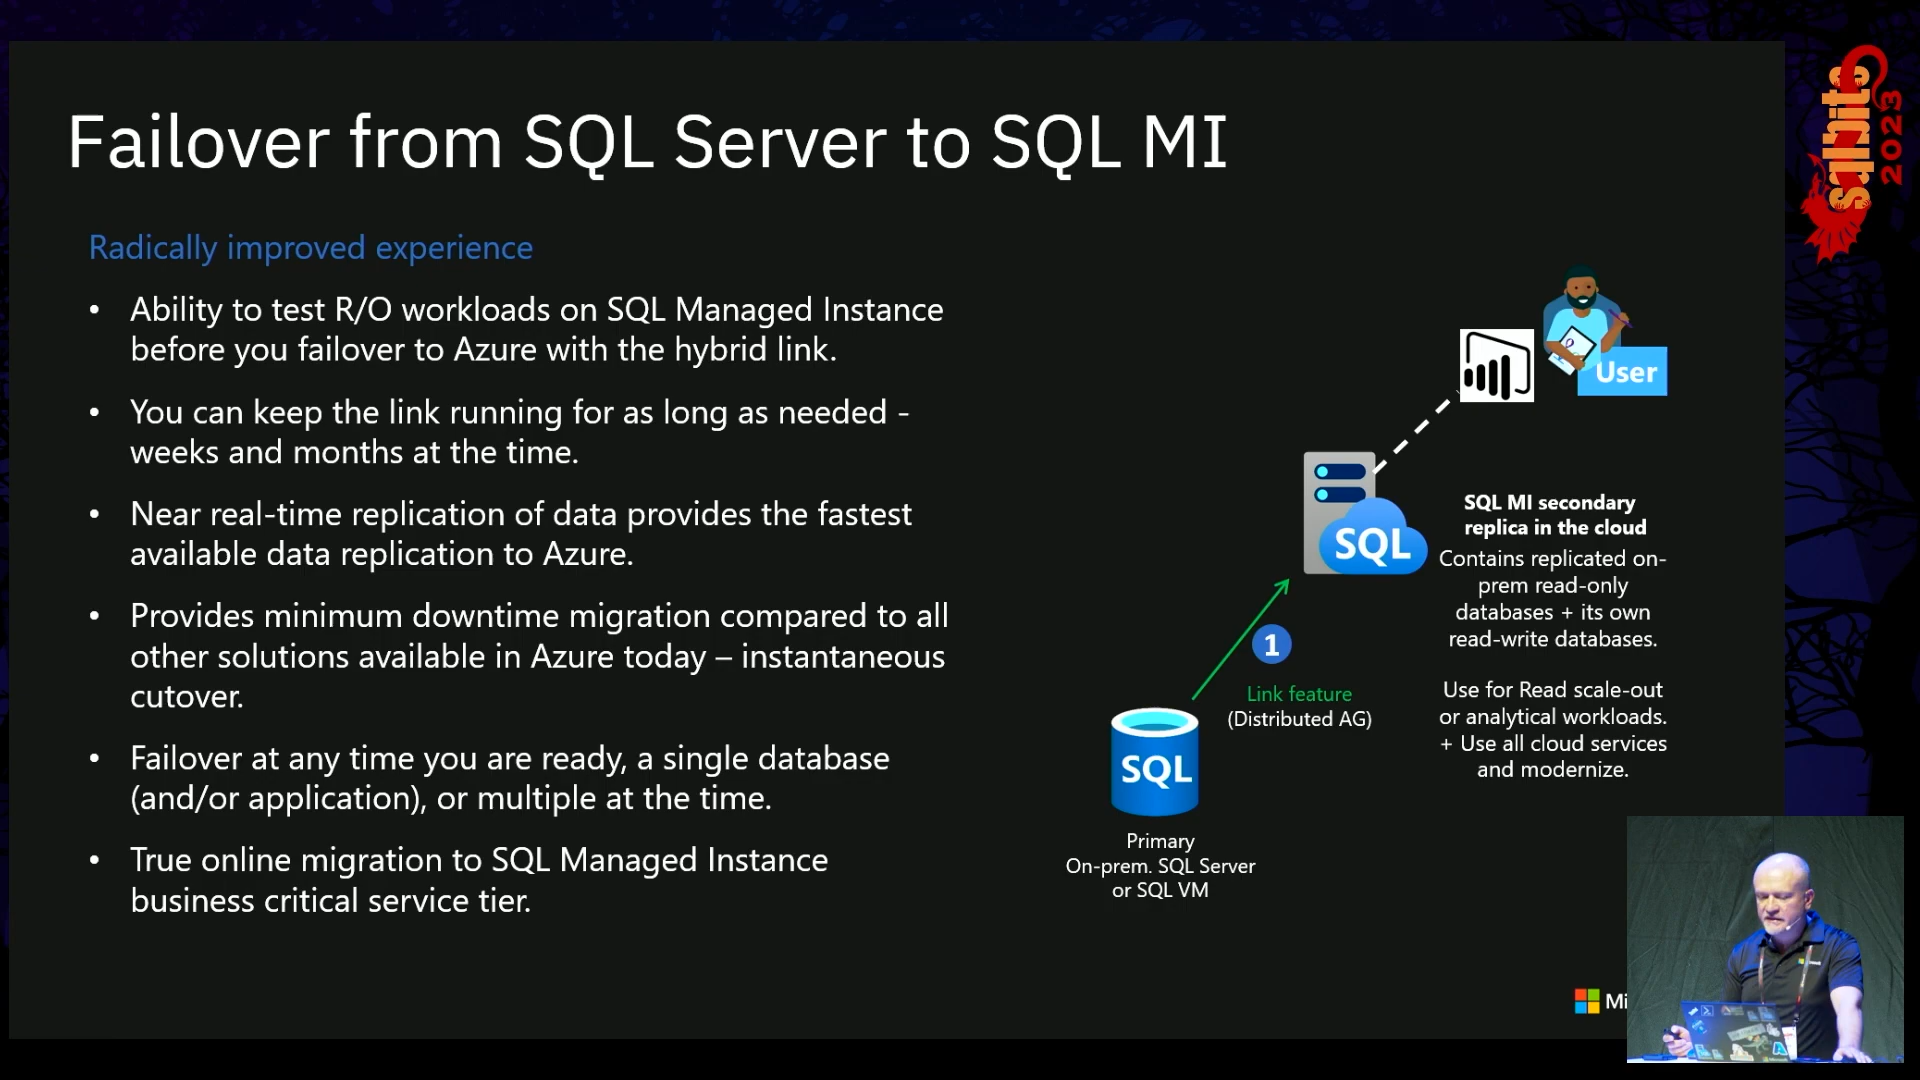 Failover from SQL Server to SQL MI
Radically improved experience
• Ability to test R/O workloads on SQL Managed Instance
before you failover to Azure with the hybrid link.
• You can keep the link running for as long as needed -
weeks and months at the time.
• Near real-time replication of data provides the fastest
available data replication to Azure.
• Provides minimum downtime migration compared to all
other solutions available in Azure today – instantaneous
cutover.
• Failover at any time you are ready, a single database
(and/or application), or multiple at the time.
• True online migration to SQL Managed Instance
business critical service tier.
User
SQL
SQL MI secondary
replica in the cloud
Contains replicated on-
prem read-only
databases + its own
read-write databases.
Use for Read scale-out
or analytical workloads.
+ Use all cloud services
and modernize.
1
Link feature
(Distributed AG)
SQL
Primary
On-prem. SQL Server
or SQL VM
Mi
sqlbits
2023